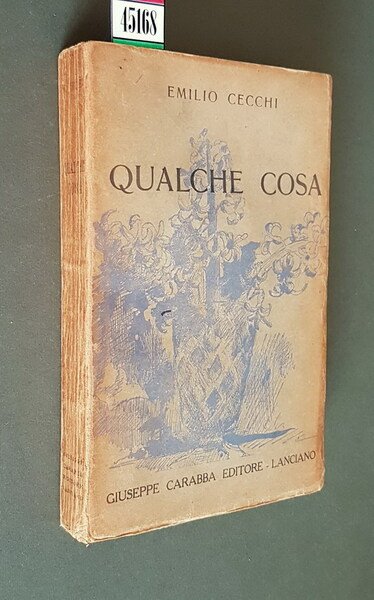 45168
EMILIO CECCHI
QUALCHE COSA
GIUSEPPE CARABBA EDITORE - LANCIANO